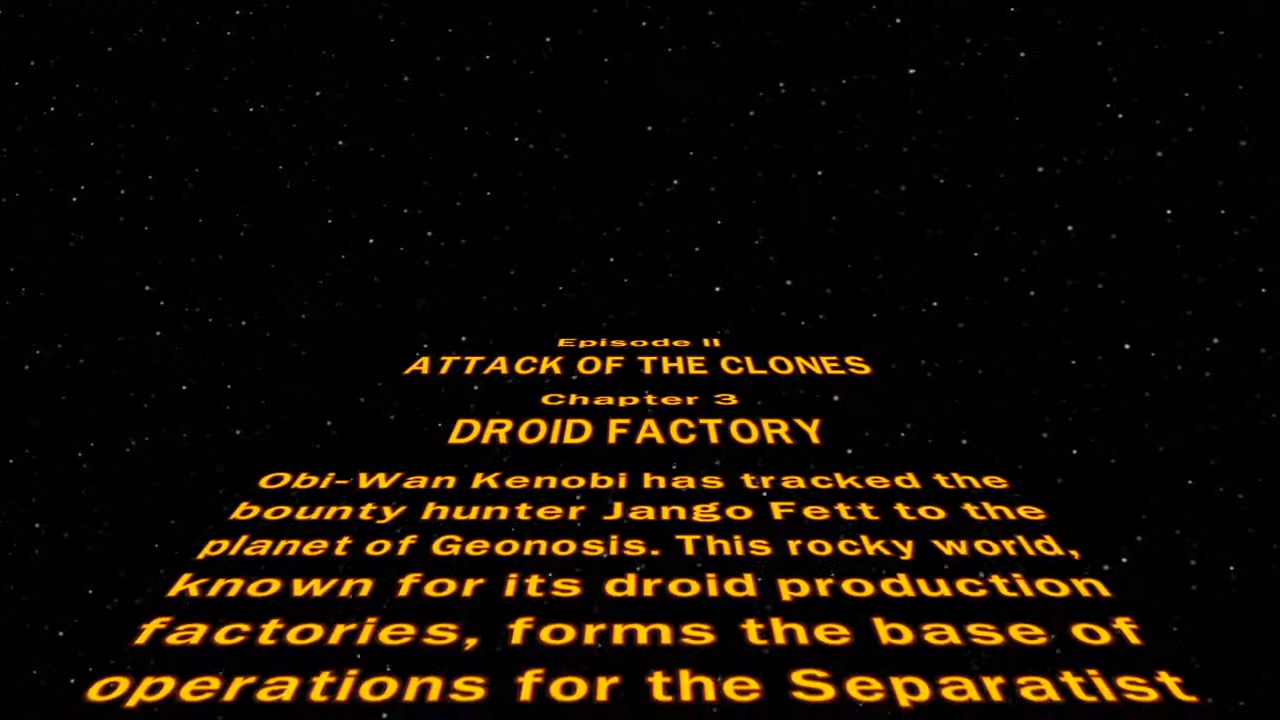 Episode II
ATTACK OF THE CLONES
Chapter 3
DROID FACTORY
Obi-Wan Kenobi has tracked the
bounty hunter Jango Fett to the
planet of Geonosis. This rocky world,
known for its droid production
factories, forms the base of
operations for the Separatist